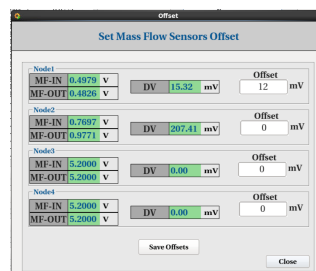 Offset
Set Mass Flow Sensors Offset
Node1
MF-IN 0.4979 V
MF-OUT 0.4826 V
DV 15.32 mV
Offset
12 mV
Node2
MF-IN 0.7697 V
MF-OUT 0.9771 V
DV 207.41 mV
Offset
0 mV
Node3
MF-IN 5.2000 V
MF-OUT 5.2000 V
DV 0.00 mV
Offset
0 mV
Node4
MF-IN 5.2000 V
MF-OUT 5.2000 V
DV 0.00 mV
Offset
0 mV
Save Offsets
Close